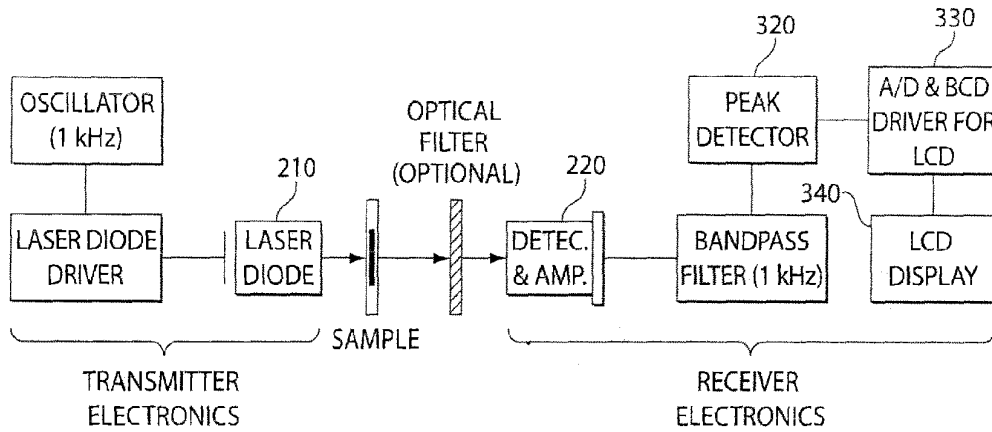 320
330
OSCILLATOR
(1 kHz)
OPTICAL
FILTER
(OPTIONAL)
PEAK
DETECTOR
A/D & BCD
DRIVER FOR
LCD
210
220
340
LASER DIODE
DRIVER
LASER
DIODE
DETEC.
& AMP.
BANDPASS
FILTER (1 kHz)
LCD
DISPLAY
SAMPLE
TRANSMITTER
ELECTRONICS
RECEIVER
ELECTRONICS